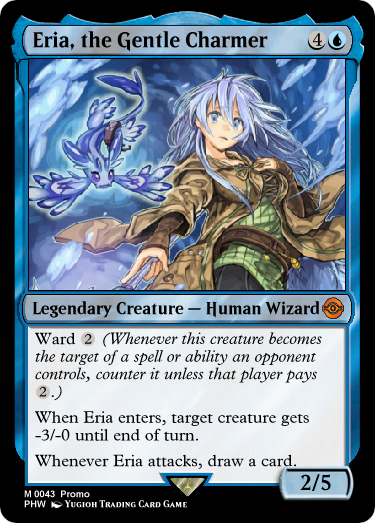 Eria, the Gentle Charmer 4
Legendary Creature — Human Wizard
Ward 2 (Whenever this creature becomes
the target of a spell or ability an opponent
controls, counter it unless that player pays
2.)
When Eria enters, target creature gets
-3/-0 until end of turn.
Whenever Eria attacks, draw a card.
2/5
M 0043 Promo
PHW Yugioh Trading Card Game